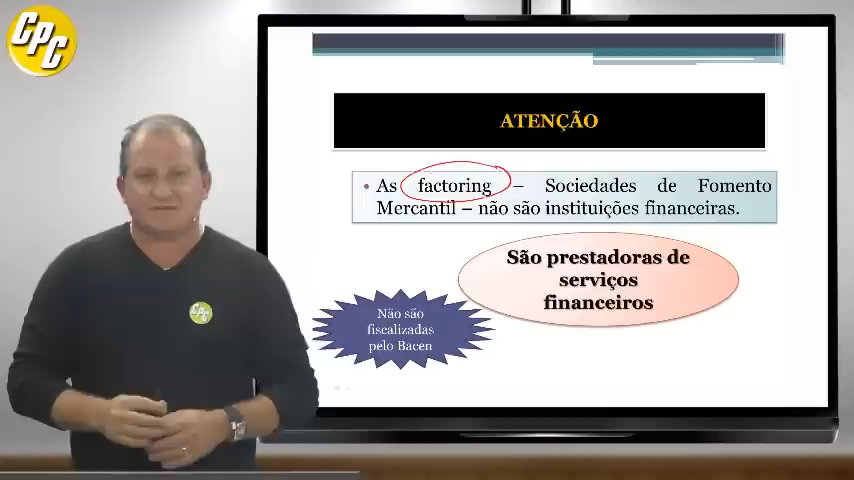 CPC
ATENÇÃO
• As factoring – Sociedades de Fomento
Mercantil – não são instituições financeiras.
São prestadoras de
serviços
financeiros
Não são
fiscalizadas
pelo Bacen
CPC